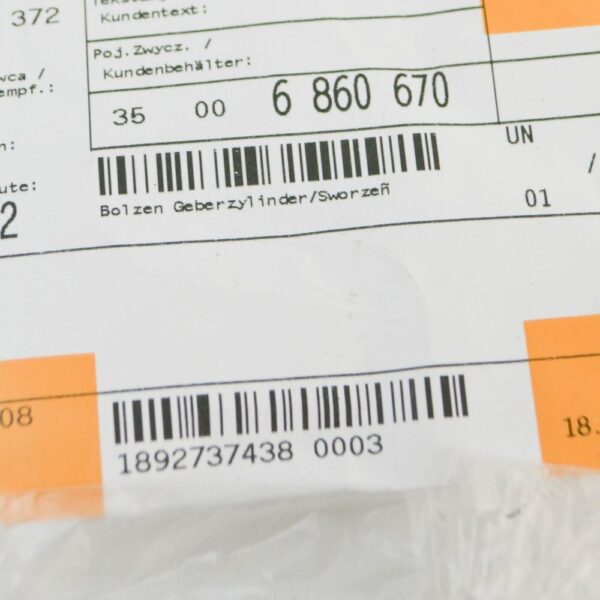 372
Kundentext:
Poj.Zwycz. /
Kundenbehälter:
wca /
empf.:
35 00 6 860 670
UN
/
ute:
Bolzen Geberzylinder/Sworzeñ
2
01
08
18.
1892737438 0003